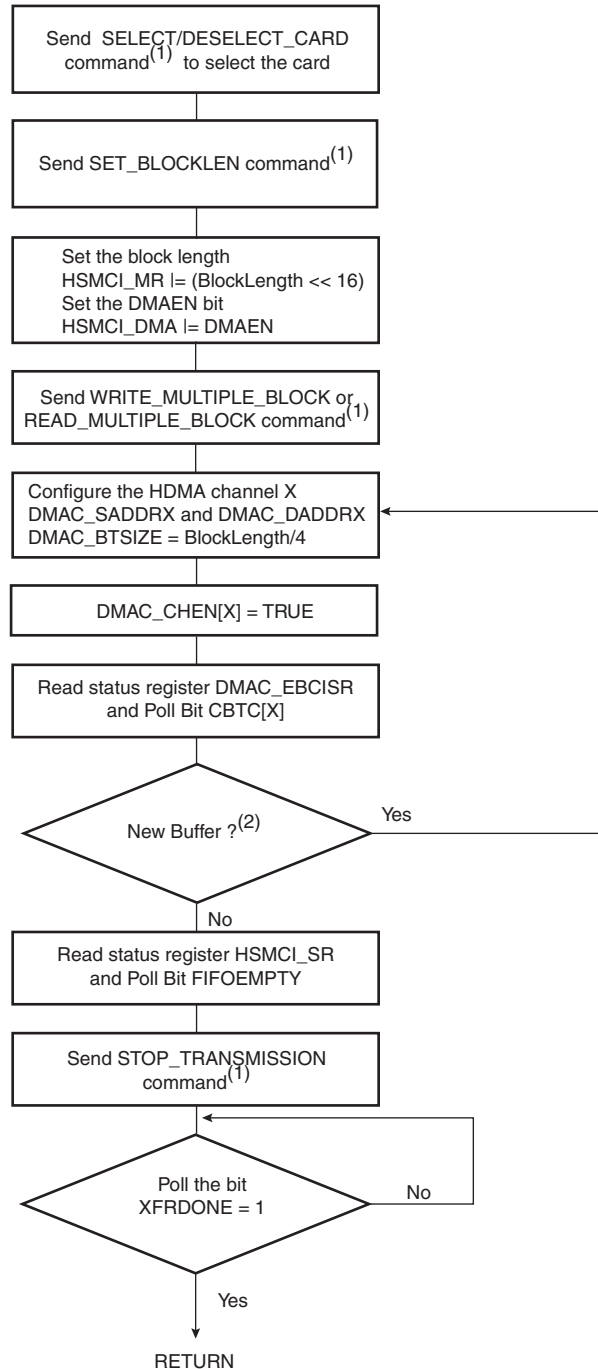 Send SELECT/DESELECT_CARD
command(1) to select the card
Send SET_BLOCKLEN command(1)
Set the block length
HSMCI_MR |= (BlockLength << 16)
Set the DMAEN bit
HSMCI_DMA |= DMAEN
Send WRITE_MULTIPLE_BLOCK or
READ_MULTIPLE_BLOCK command(1)
Configure the HDMA channel X
DMAC_SADDRX and DMAC_DADDRX
DMAC_BTSIZE = BlockLength/4
DMAC_CHEN[X] = TRUE
Read status register DMAC_EBCISR
and Poll Bit CBTC[X]
New Buffer ?(2)
Yes
No
Read status register HSMCI_SR
and Poll Bit FIFOEMPTY
Send STOP_TRANSMISSION
command(1)
Poll the bit
XFRDONE = 1
No
Yes
RETURN